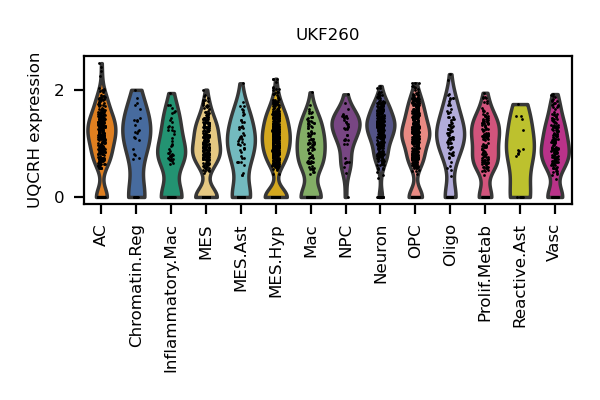 UKF260
UQCRH expression
2
0
AC
Chromatin.Reg
Inflammatory.Mac
MES
MES.Ast
MES.Hyp
Mac
NPC
Neuron
OPC
Oligo
Prolif.Metab
Reactive.Ast
Vasc